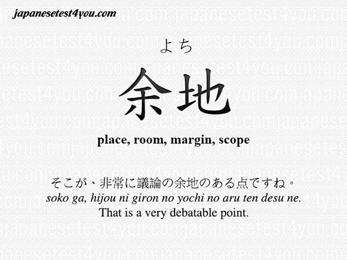 japanesetest4you.com
よち
余地
place, room, margin, scope
そこが、非常に議論の余地のある点ですね。
soko ga, hijou ni giron no yochi no aru ten desu ne.
That is a very debatable point.